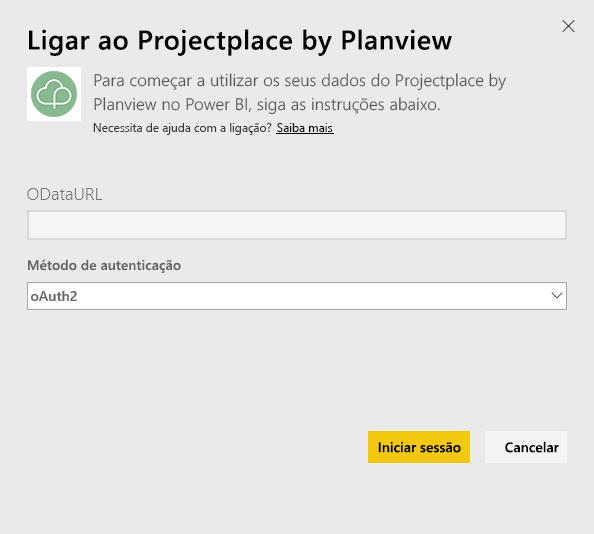 Ligar ao Projectplace by Planview
Para começar a utilizar os seus dados do Projectplace by
Planview no Power BI, siga as instruções abaixo.
Necessita de ajuda com a ligação? Saiba mais
ODataURL
Método de autenticação
oAuth2
Iniciar sessão
Cancelar